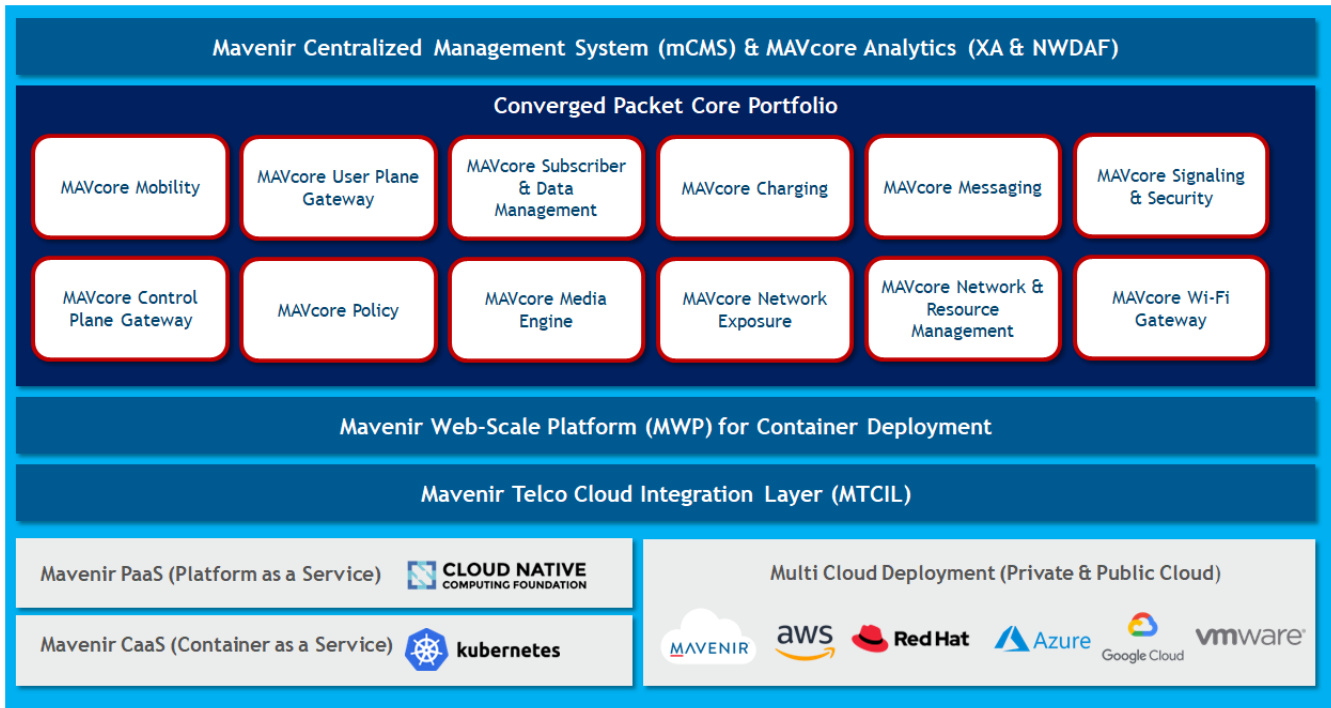 Mavenir Centralized Management System (mCMS) & MAVcore Analytics (XA & NWDAF)
Converged Packet Core Portfolio
MAVcore Mobility
MAVcore User Plane
Gateway
MAVcore Subscriber
& Data
Management
MAVcore Charging
MAVcore Messaging
MAVcore Signaling
& Security
MAVcore Control
Plane Gateway
MAVcore Policy
MAVcore Media
Engine
MAVcore Network
Exposure
MAVcore Network &
Resource
Management
MAVcore Wi-Fi
Gateway
Mavenir Web-Scale Platform (MWP) for Container Deployment
Mavenir Telco Cloud Integration Layer (MTCIL)
Mavenir PaaS (Platform as a Service)
CLOUD NATIVE
COMPUTING FOUNDATION
Mavenir CaaS (Container as a Service)
kubernetes
Multi Cloud Deployment (Private & Public Cloud)
MAVENIR
aws
Red Hat
Azure
Google Cloud
vmware